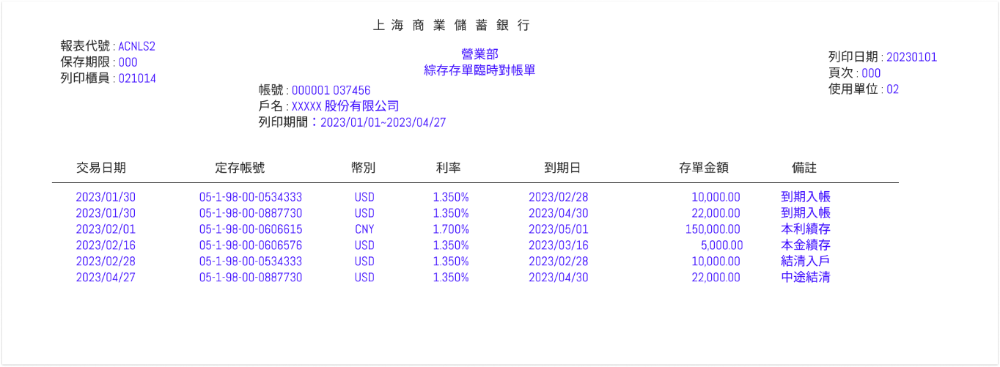 上海商業儲蓄銀行
報表代號 : ACNLS2
保存期限 : 000
列印櫃員 : 021014
營業部
綜存存單臨時對帳單
列印日期 : 20230101
頁次 : 000
使用單位 : 02
帳號 : 000001 037456
戶名 : XXXXX 股份有限公司
列印期間：2023/01/01~2023/04/27
交易日期 定存帳號 幣別 利率 到期日 存單金額 備註
2023/01/30 05-1-98-00-0534333 USD 1.350% 2023/02/28 10,000.00 到期入帳
2023/01/30 05-1-98-00-0887730 USD 1.350% 2023/04/30 22,000.00 到期入帳
2023/02/01 05-1-98-00-0606615 CNY 1.700% 2023/05/01 150,000.00 本利續存
2023/02/16 05-1-98-00-0606576 USD 1.350% 2023/03/16 5,000.00 本金續存
2023/02/28 05-1-98-00-0534333 USD 1.350% 2023/02/28 10,000.00 結清入戶
2023/04/27 05-1-98-00-0887730 USD 1.350% 2023/04/30 22,000.00 中途結清